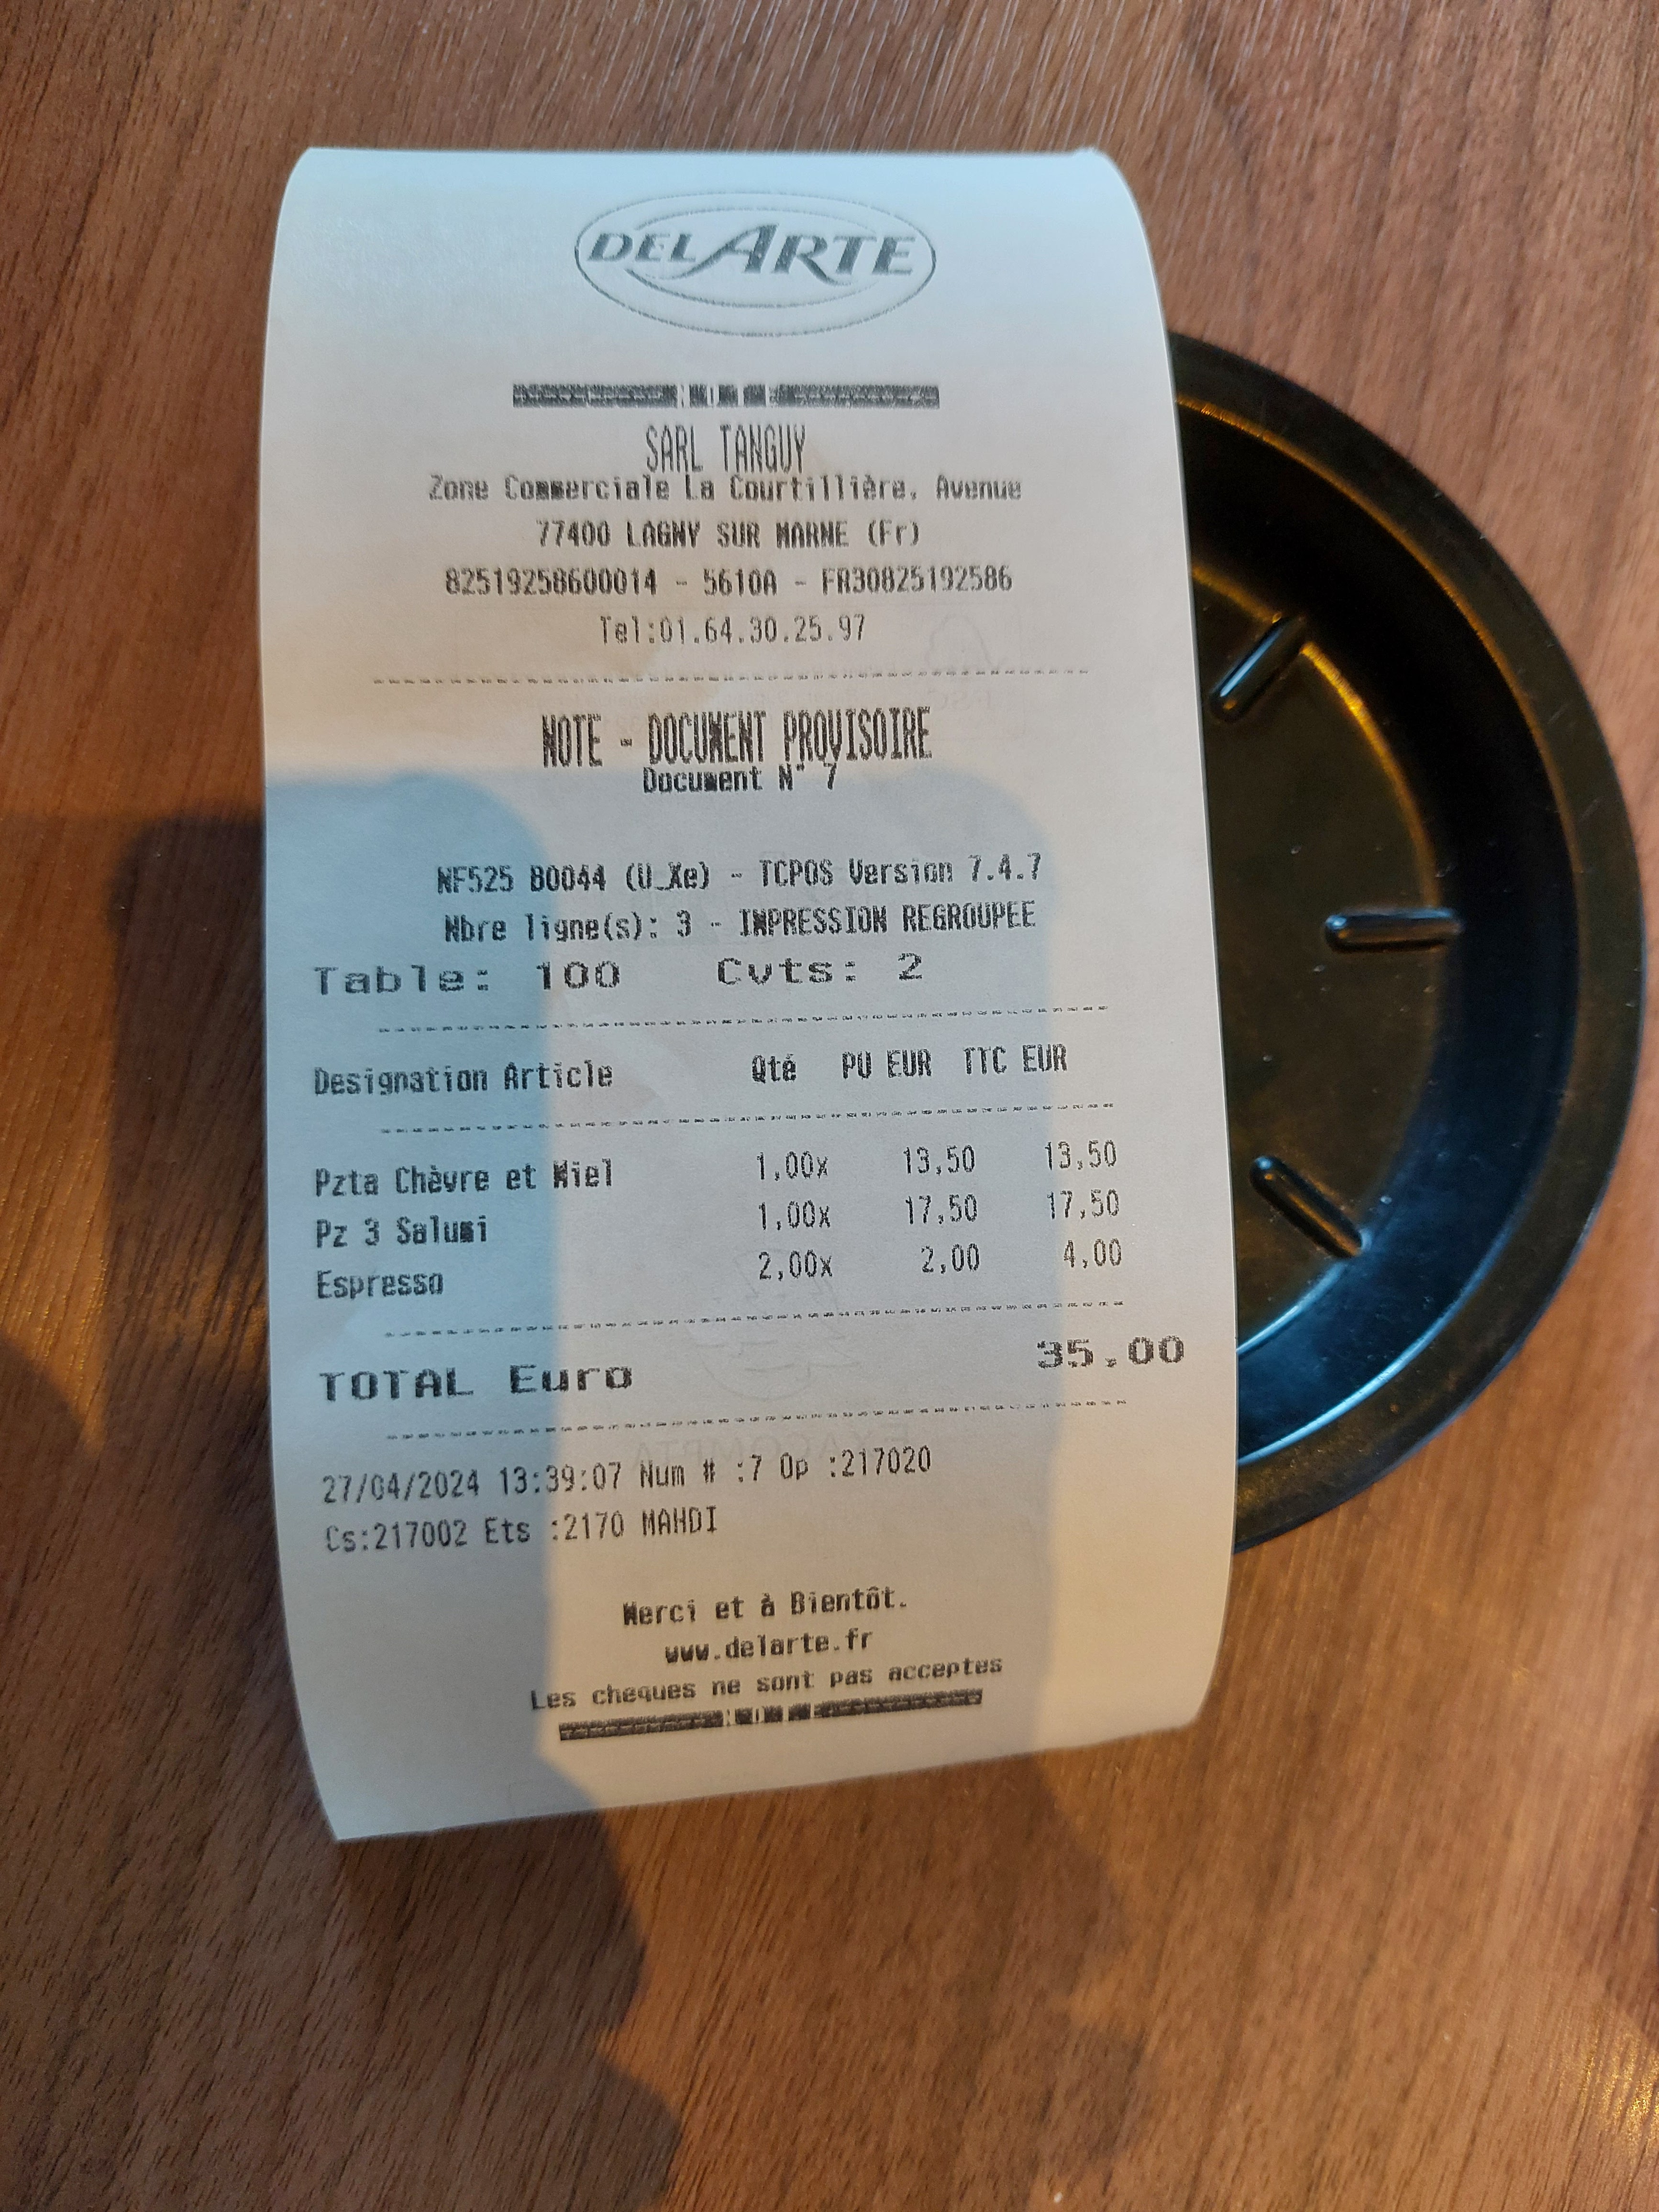 DEL ARTE
NOTE
SARL TANGUY
Zone Commerciale La Courtillière, Avenue
77400 LAGNY SUR MARNE (Fr)
82519258600014 - 5610A - FR30825192586
Tel:01.64.30.25.97
NOTE - DOCUMENT PROVISOIRE
Document N° 7
NF525 B0044 (U_Xe) - TCPOS Version 7.4.7
Nbre ligne(s): 3 - IMPRESSION REGROUPEE
Table: 100 Cvts: 2
Designation Article Qté PU EUR TTC EUR
Pzta Chèvre et Miel 1,00x 13,50 13,50
Pz 3 Salumi 1,00x 17,50 17,50
Espresso 2,00x 2,00 4,00
TOTAL Euro 35,00
27/04/2024 13:39:07 Num # :7 Op :217020
Cs:217002 Ets :2170 MAHDI
Merci et à Bientôt.
www.delarte.fr
Les cheques ne sont pas acceptes
NOTE